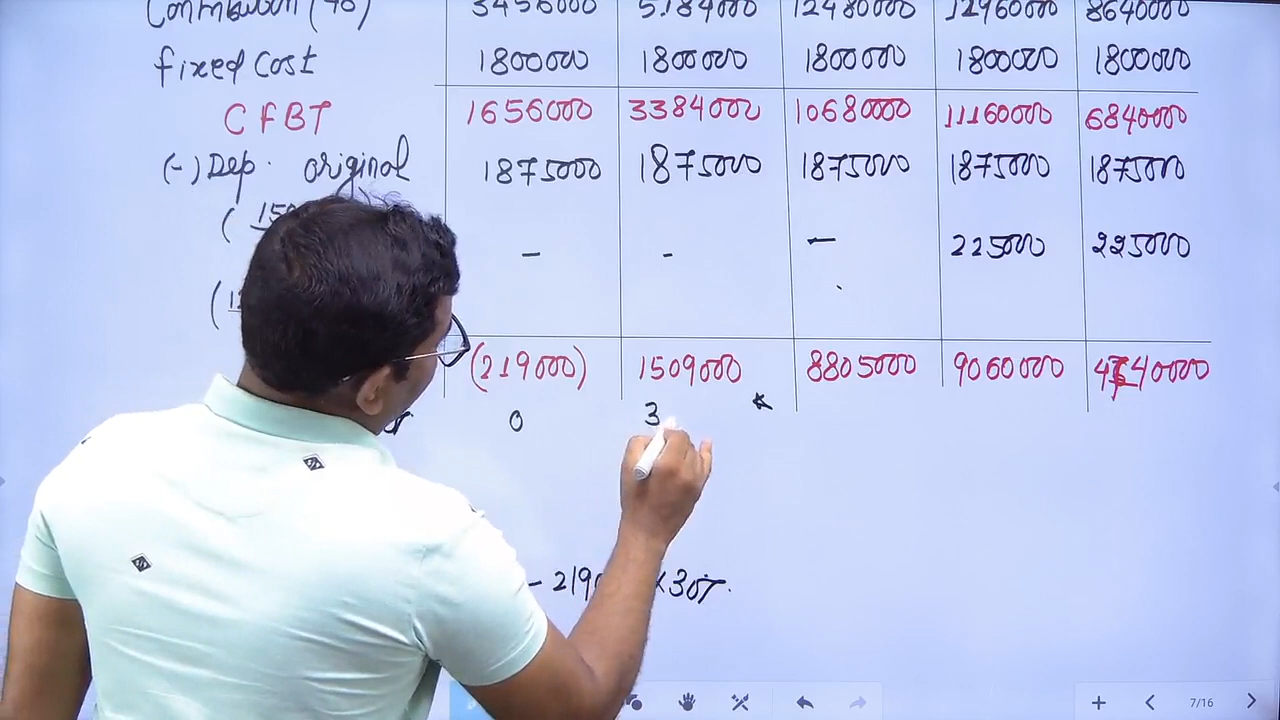 Contribution (40) 3456000 5184000 12480000 12960000 8640000
fixed cost 1800000 1800000 1800000 1800000 1800000
CFBT 1656000 3384000 10680000 11160000 6840000
(-) Dep. original 1875000 1875000 1875000 1875000 1875000
(15
- - - 225000 225000
(
(219000) 1509000 8805000 9060000 4740000
0 3
- 219 x 30%.
7/16